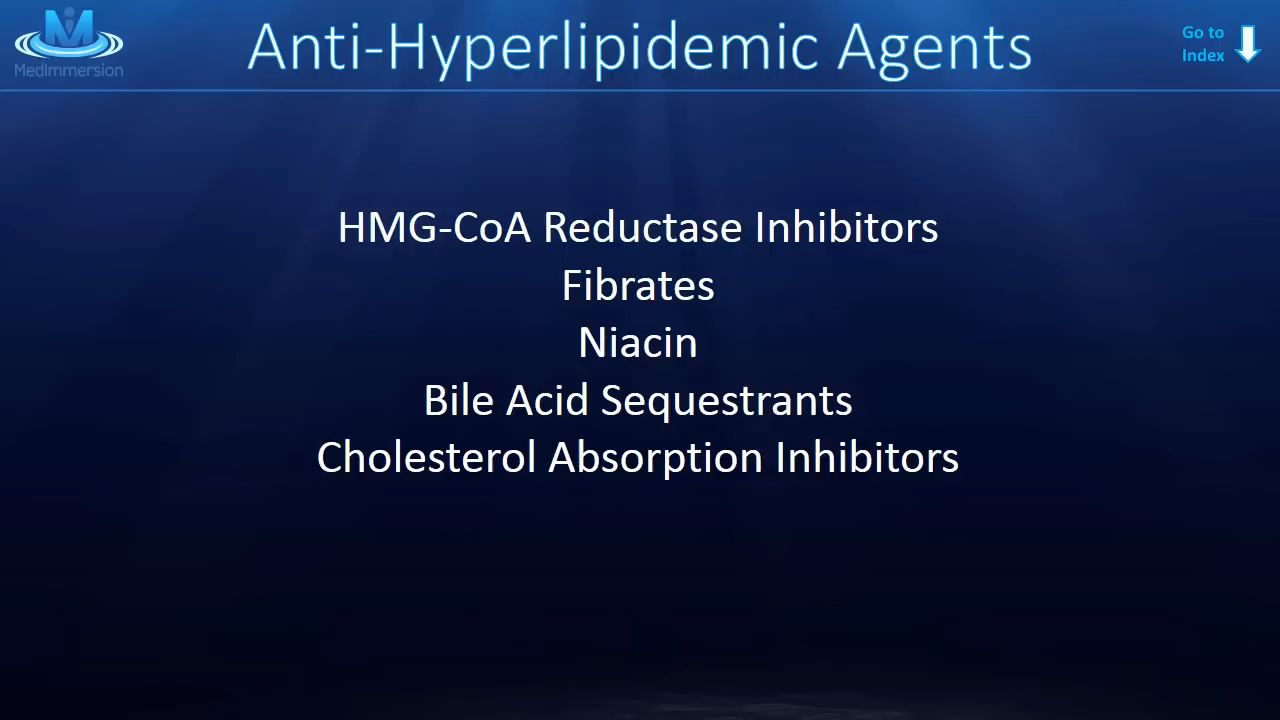 MedImmersion
Anti-Hyperlipidemic Agents
Go to
Index
HMG-CoA Reductase Inhibitors
Fibrates
Niacin
Bile Acid Sequestrants
Cholesterol Absorption Inhibitors